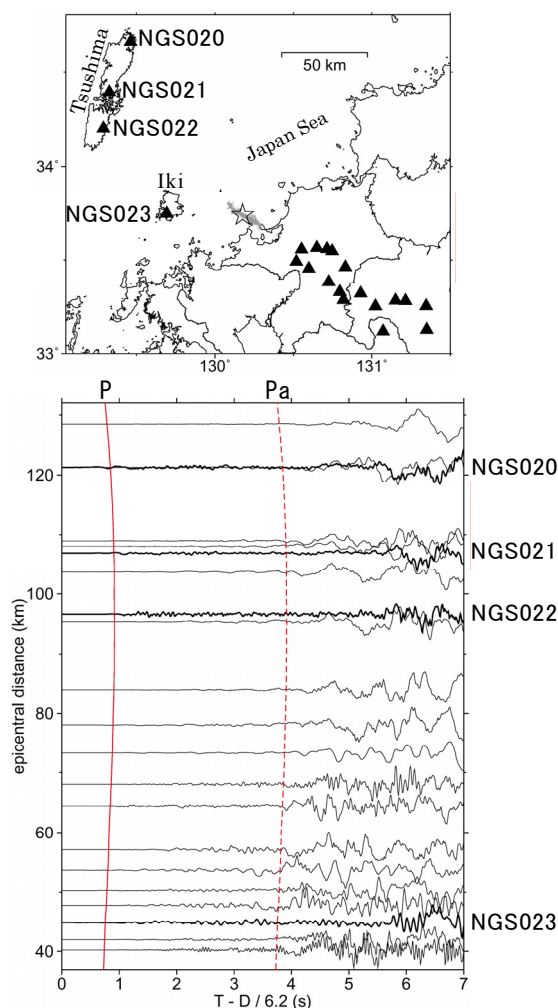 NGS020
NGS021
NGS022
Tsushima
50 km
Japan Sea
34°
Iki
NGS023
33°
130°
131°
P
Pa
120
100
80
60
40
epicentral distance (km)
NGS020
NGS021
NGS022
NGS023
0
1
2
3
4
5
6
7
T - D / 6.2 (s)